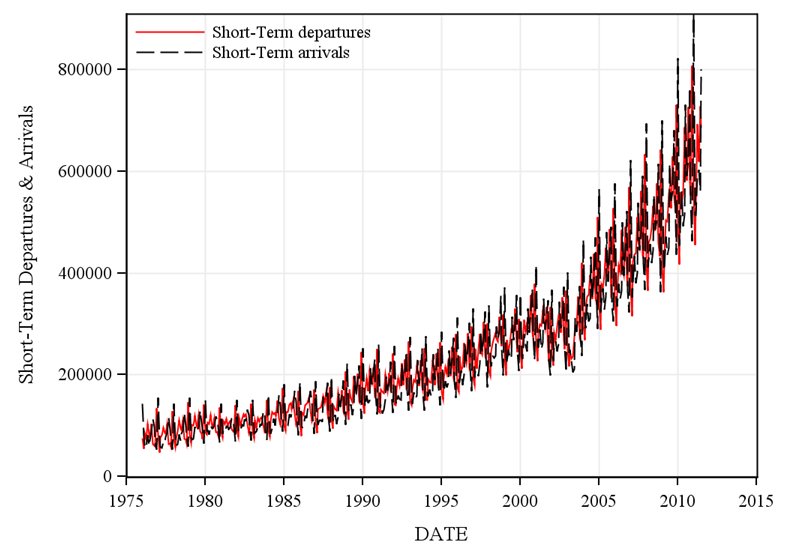 Short-Term departures
Short-Term arrivals
800000
600000
400000
200000
0
Short-Term Departures & Arrivals
1975 1980 1985 1990 1995 2000 2005 2010 2015
DATE